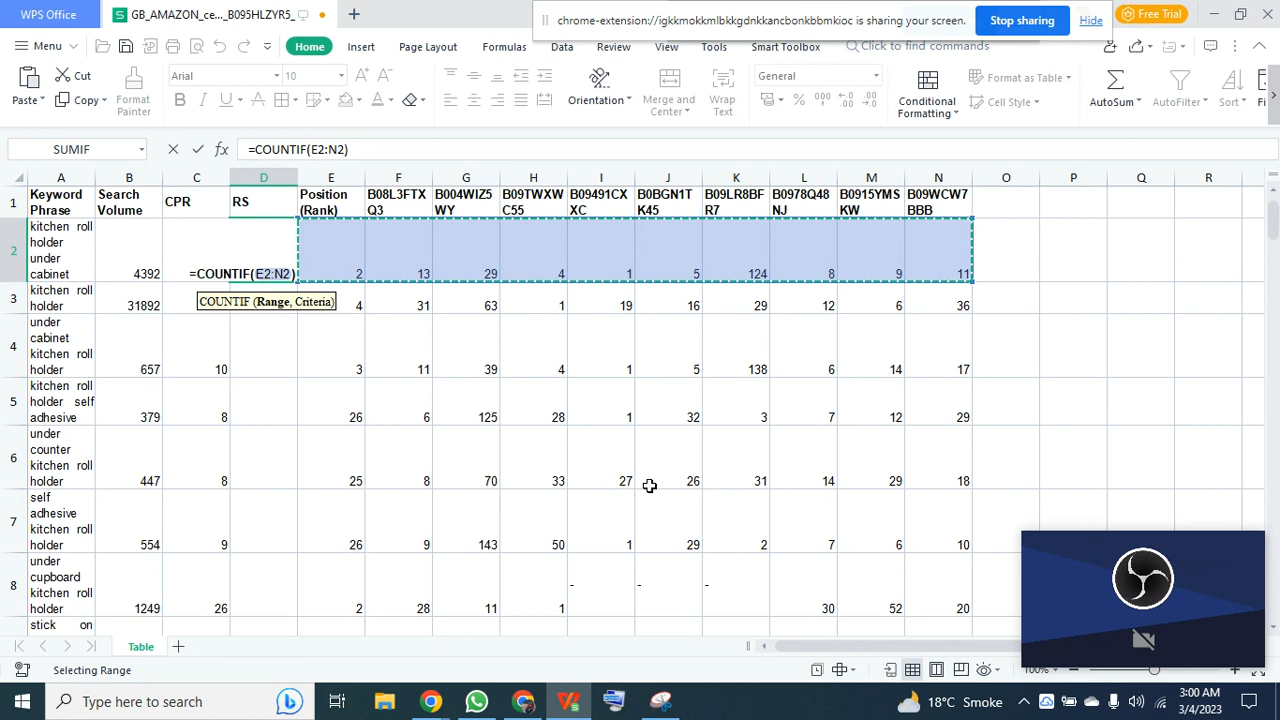 WPS Office
GB_AMAZON_ce..._B095HLZYR5_
chrome-extension://igkkmokkmlbkkgdnkkancbonkbbmkioc is sharing your screen.
Stop sharing
Hide
Free Trial
Menu
Home
Insert
Page Layout
Formulas
Data
Review
View
Tools
Smart Toolbox
Click to find commands
Paste
Cut
Copy
Format Painter
Arial
10
Orientation
Merge and Center
Wrap Text
General
Conditional Formatting
Format as Table
Cell Style
AutoSum
AutoFilter
Sort
Fi
SUMIF
=COUNTIF(E2:N2)
A B C D E F G H I J K L M N O P Q R
1 Keyword Phrase Search Volume CPR RS Position (Rank) B08L3FTXQ3 B004WIZ5WY B09TWXWC55 B09491CXXC B0BGN1TK45 B09LR8BFR7 B0978Q48NJ B0915YMSKW B09WCW7BBB
2 kitchen roll holder under cabinet 4392 =COUNTIF(E2:N2) 2 13 29 4 1 5 124 8 9 11
COUNTIF (Range, Criteria)
3 kitchen roll holder 31892 4 31 63 1 19 16 29 12 36
4 under cabinet kitchen roll holder 657 10 3 11 39 4 1 5 138 6 14 17
5 kitchen roll holder self adhesive 379 8 26 6 125 28 1 32 3 7 12 29
6 under counter kitchen roll holder 447 8 25 8 70 33 27 26 31 14 29 18
7 self adhesive kitchen roll holder 554 9 26 9 143 50 1 29 2 7 6 10
8 under cupboard kitchen roll holder 1249 26 2 28 11 1 - - - 30 52 20
stick on
Table
Selecting Range
100%
Type here to search
18°C Smoke
3:00 AM
3/4/2023